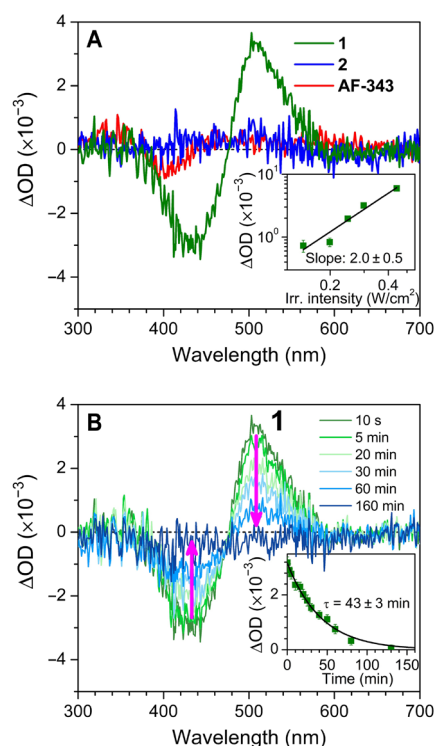 A
1
2
AF-343
ΔOD (×10⁻³)
4
2
0
−2
−4
ΔOD (×10⁻³)
10¹
10⁰
Slope: 2.0 ± 0.5
0.2
0.4
Irr. intensity (W/cm²)
300
400
500
600
700
Wavelength (nm)
B
1
10 s
5 min
20 min
30 min
60 min
160 min
ΔOD (×10⁻³)
4
2
0
−2
−4
ΔOD (×10⁻³)
2
0
τ = 43 ± 3 min
0
50
100
150
Time (min)
300
400
500
600
700
Wavelength (nm)